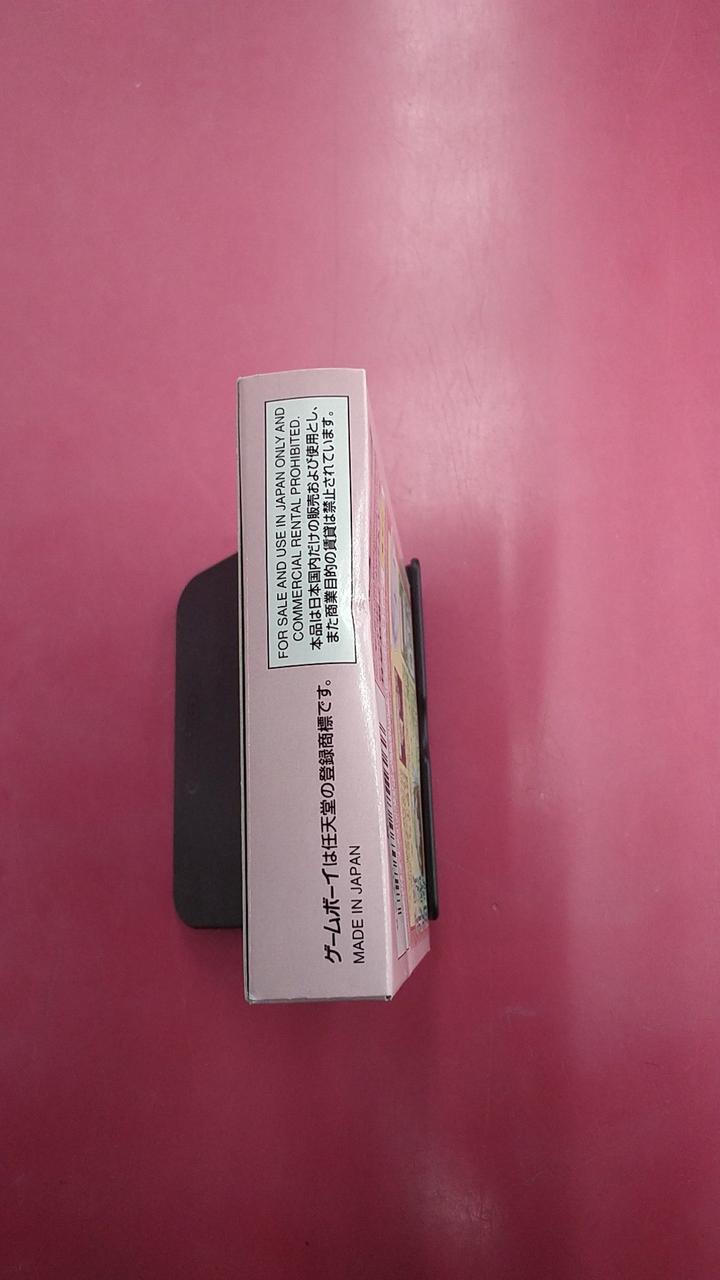 FOR SALE AND USE IN JAPAN ONLY AND
COMMERCIAL RENTAL PROHIBITED.
本品は日本国内だけの販売および使用とし、
また商業目的の賃貸は禁止されています。
ゲームボーイは任天堂の登録商標です。
MADE IN JAPAN